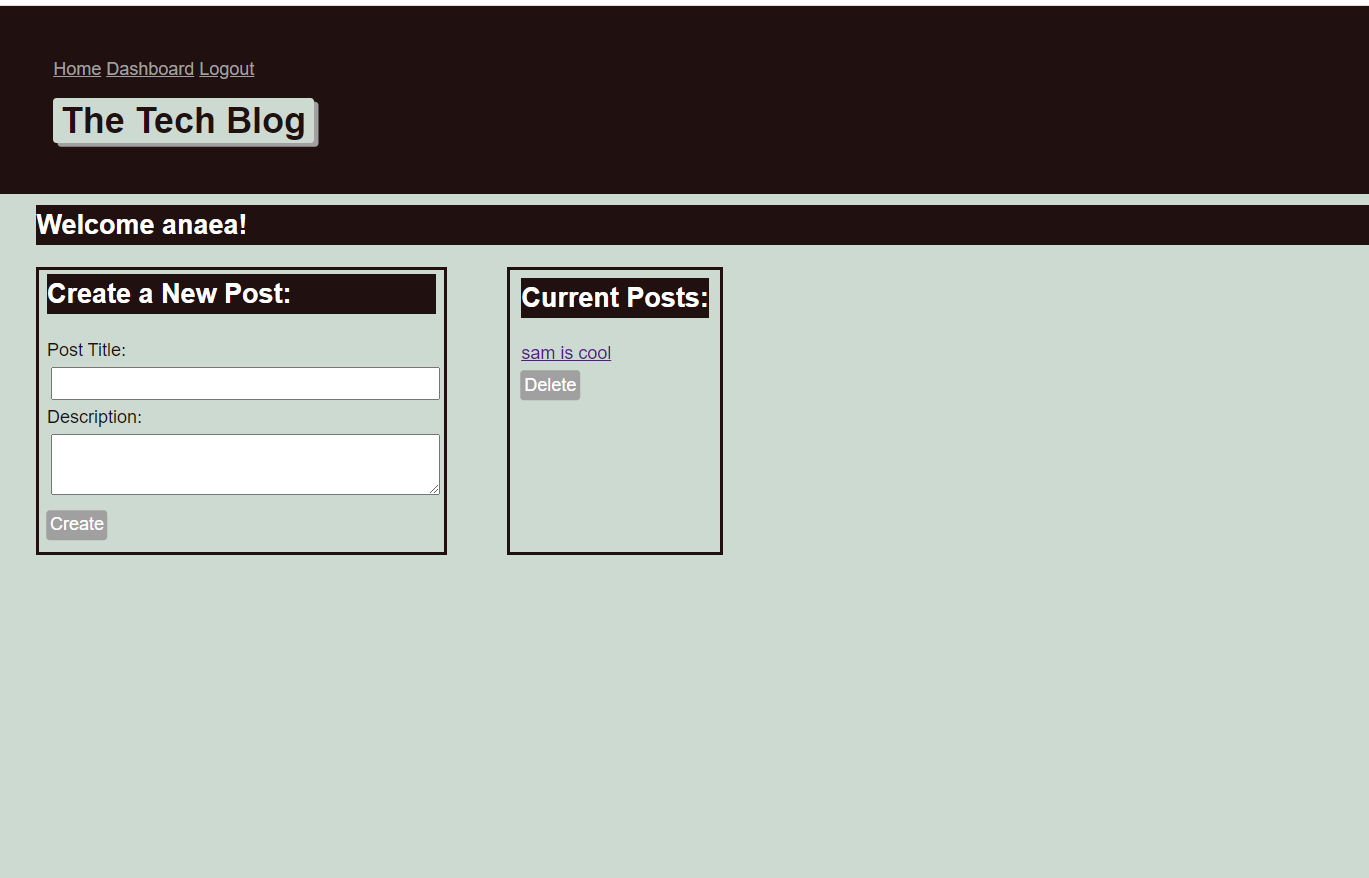 Home Dashboard Logout
The Tech Blog
Welcome anaea!
Create a New Post:
Post Title:
Description:
Create
Current Posts:
sam is cool
Delete